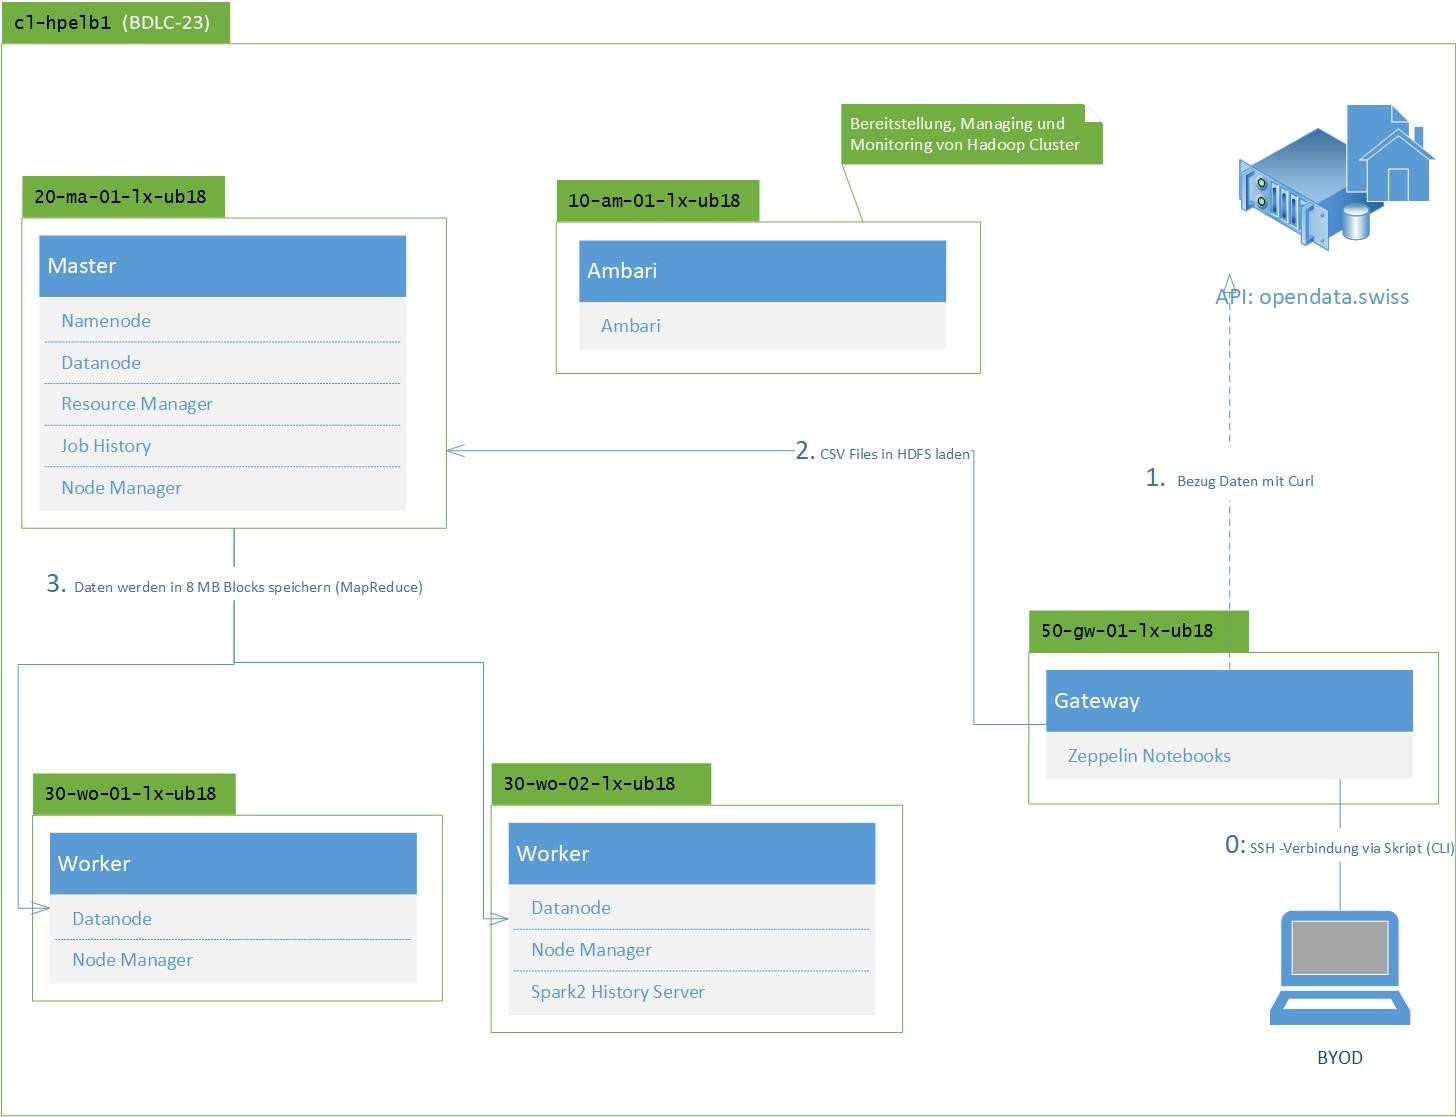 cl-hpelb1 (BDLC-23)
Bereitstellung, Managing und
Monitoring von Hadoop Cluster
20-ma-01-lx-ub18
Master
Namenode
Datanode
Resource Manager
Job History
Node Manager
10-am-01-lx-ub18
Ambari
Ambari
API: opendata.swiss
2. CSV Files in HDFS laden
1. Bezug Daten mit Curl
3. Daten werden in 8 MB Blocks speichern (MapReduce)
50-gw-01-lx-ub18
Gateway
Zeppelin Notebooks
30-wo-01-lx-ub18
Worker
Datanode
Node Manager
30-wo-02-lx-ub18
Worker
Datanode
Node Manager
Spark2 History Server
0: SSH -Verbindung via Skript (CLI)
BYOD